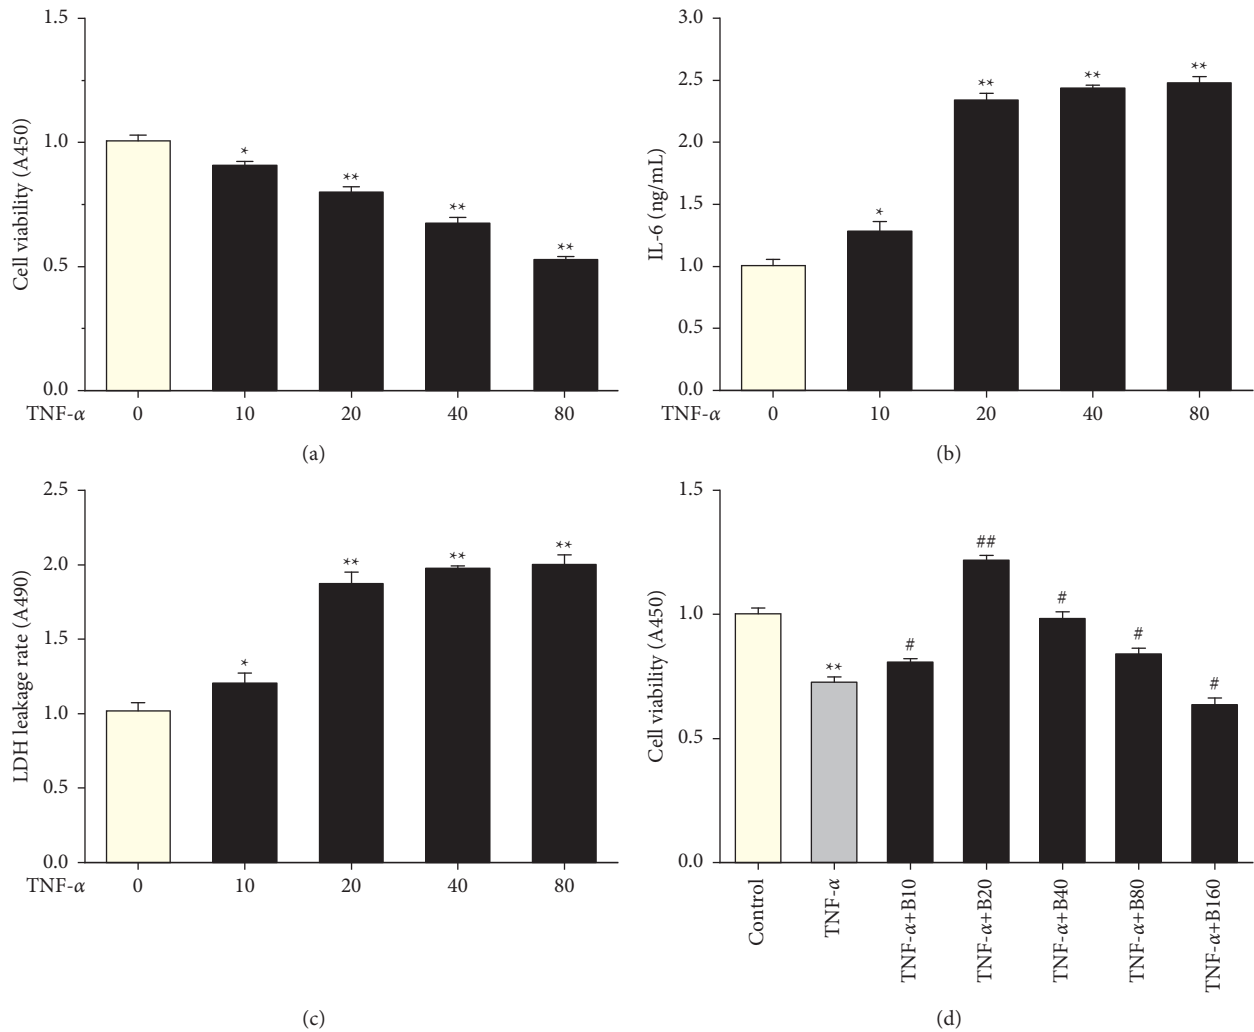 1.5
1.0
0.5
0.0
Cell viability (A450)
*
**
**
**
TNF-α 0 10 20 40 80
(a)
3.0
2.5
2.0
1.5
1.0
0.5
0.0
IL-6 (ng/mL)
*
**
**
**
TNF-α 0 10 20 40 80
(b)
2.5
2.0
1.5
1.0
0.5
0.0
LDH leakage rate (A490)
*
**
**
**
TNF-α 0 10 20 40 80
(c)
1.5
1.0
0.5
0.0
Cell viability (A450)
**
#
##
#
#
#
Control
TNF-α
TNF-α+B10
TNF-α+B20
TNF-α+B40
TNF-α+B80
TNF-α+B160
(d)